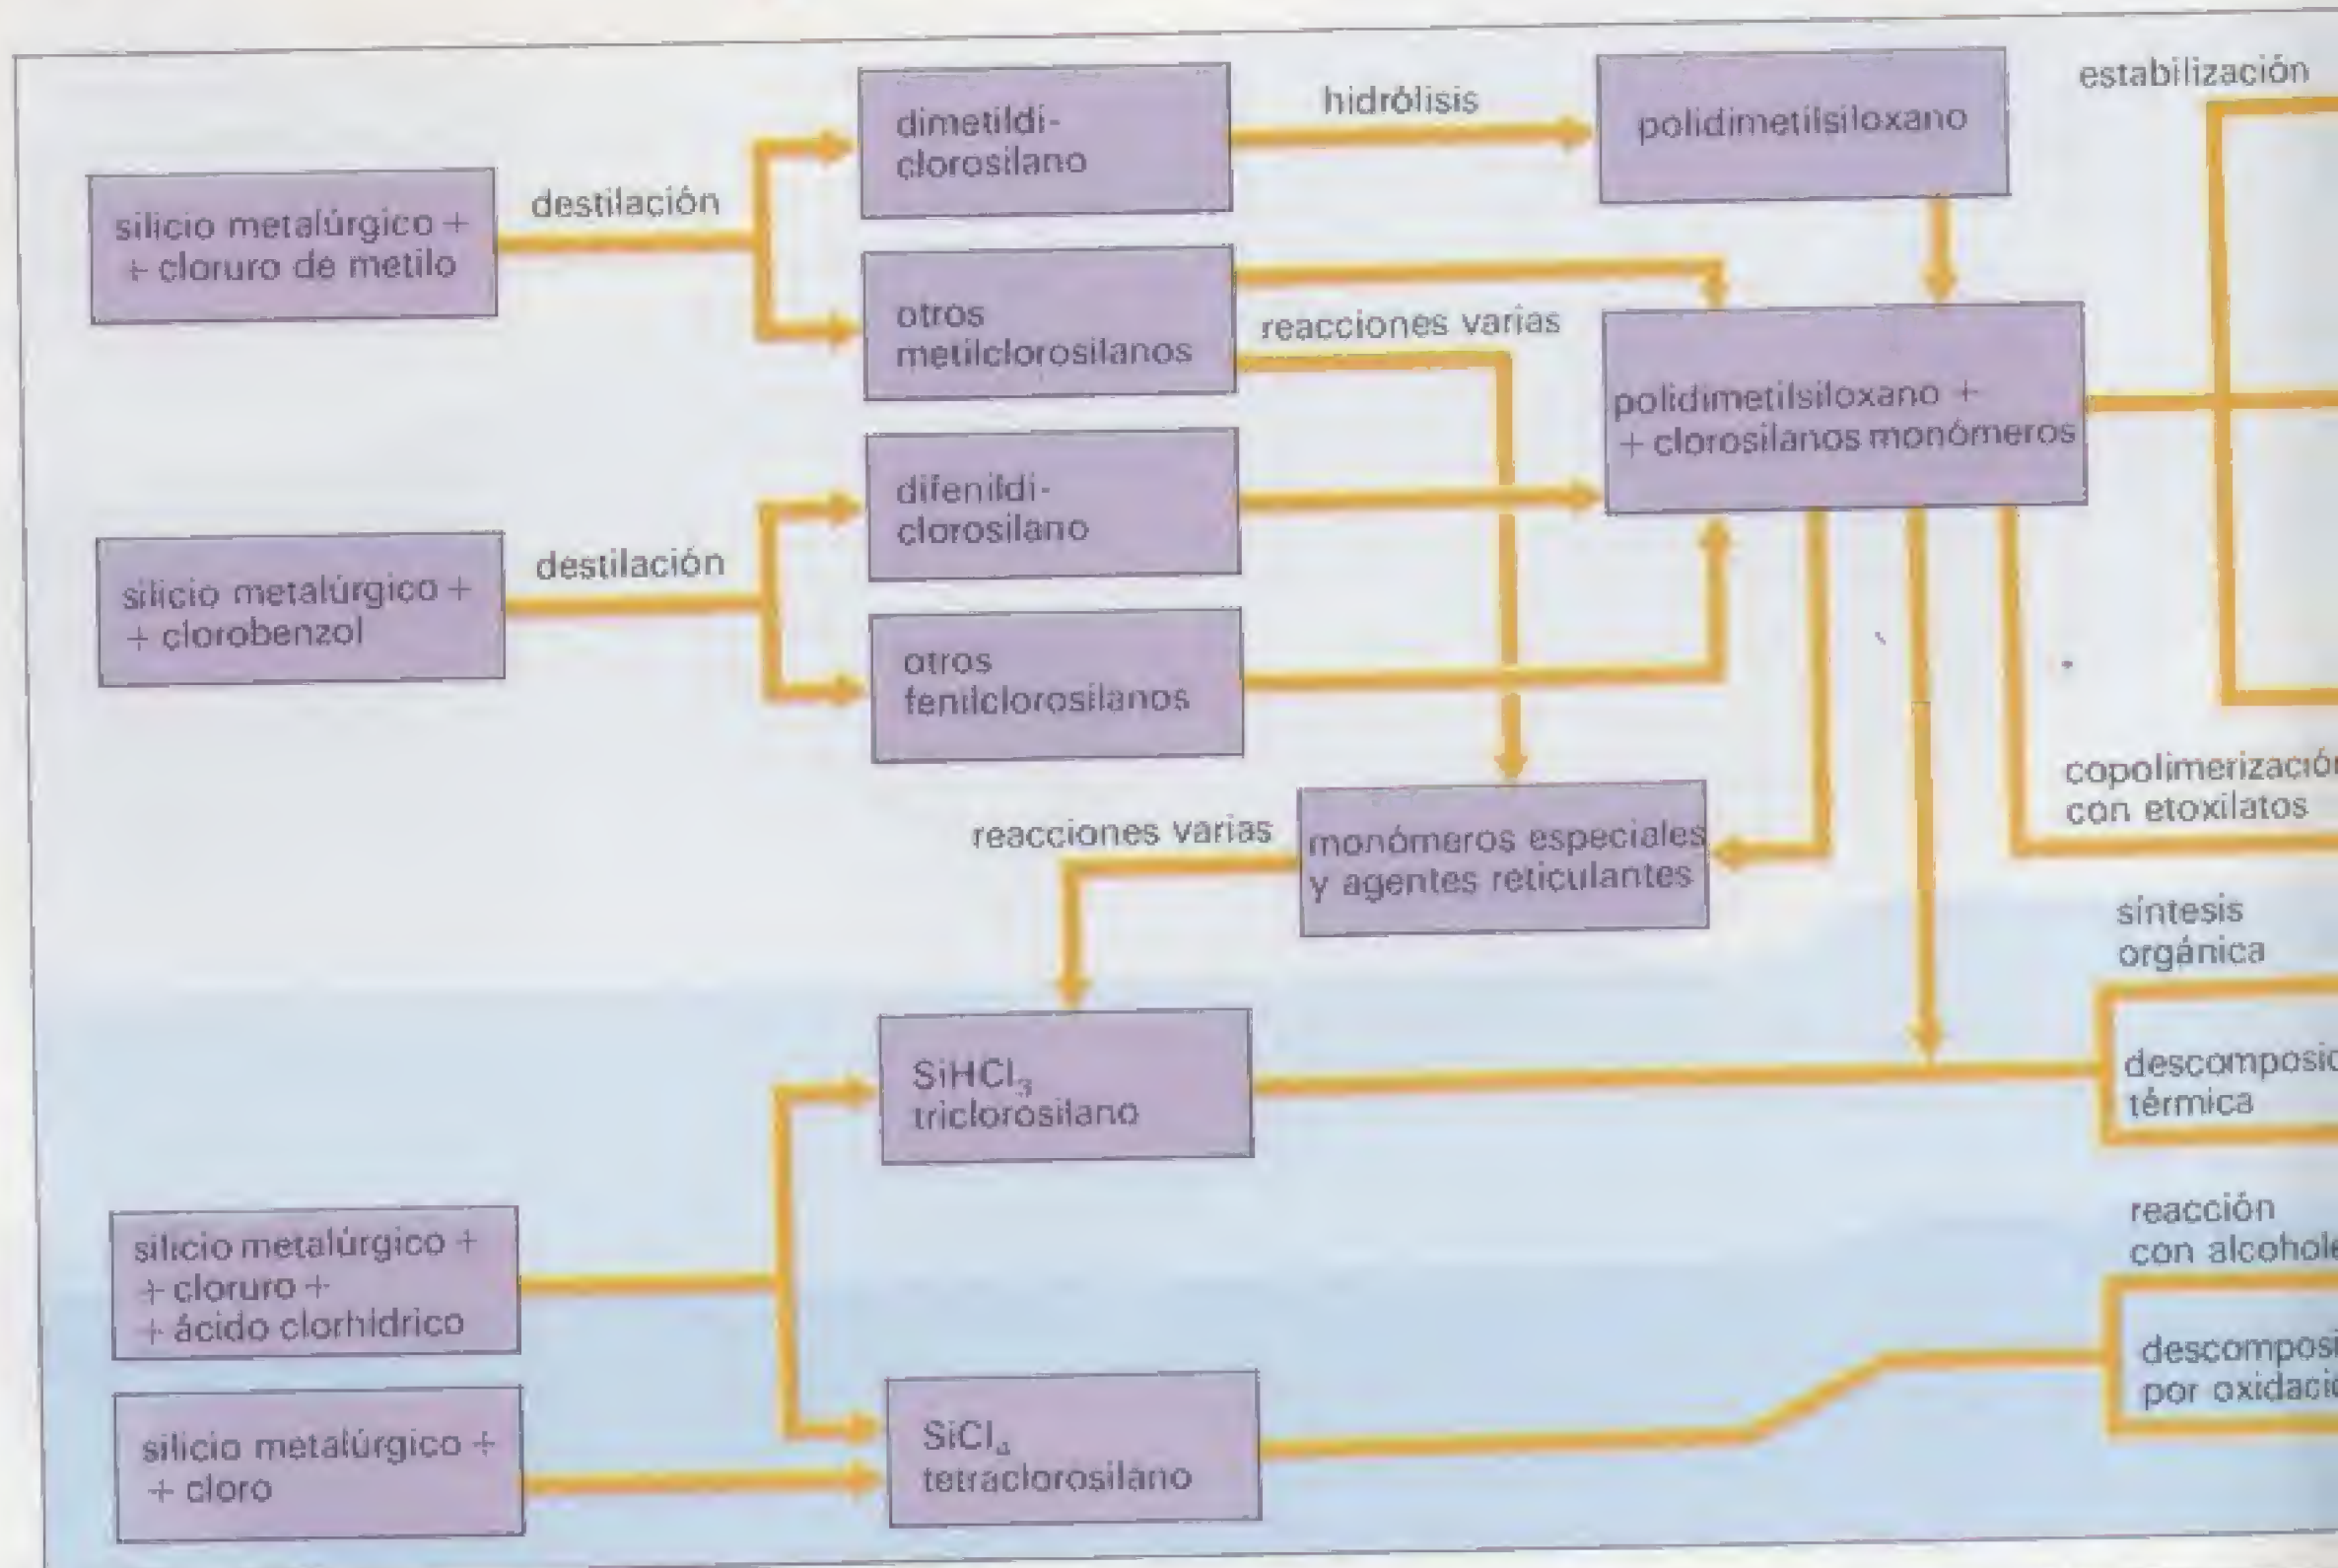 silicio metalúrgico +
+ cloruro de metilo
destilación
dimetildi-
clorosilano
hidrólisis
polidimetilsiloxano
estabilización
otros
metilclorosilanos
reacciones varias
polidimetilsiloxano +
+ clorosilanos monómeros
silicio metalúrgico +
+ clorobenzol
destilación
difenildi-
clorosilano
otros
fenilclorosilanos
copolimerización
con etoxilatos
reacciones varias
monómeros especiales
y agentes reticulantes
síntesis
orgánica
SiHCl₃
triclorosilano
descomposic
térmica
silicio metalúrgico +
+ cloruro +
+ ácido clorhídrico
reacción
con alcohole
silicio metalúrgico +
+ cloro
SiCl₄
tetraclorosilano
descomposi
por oxidació